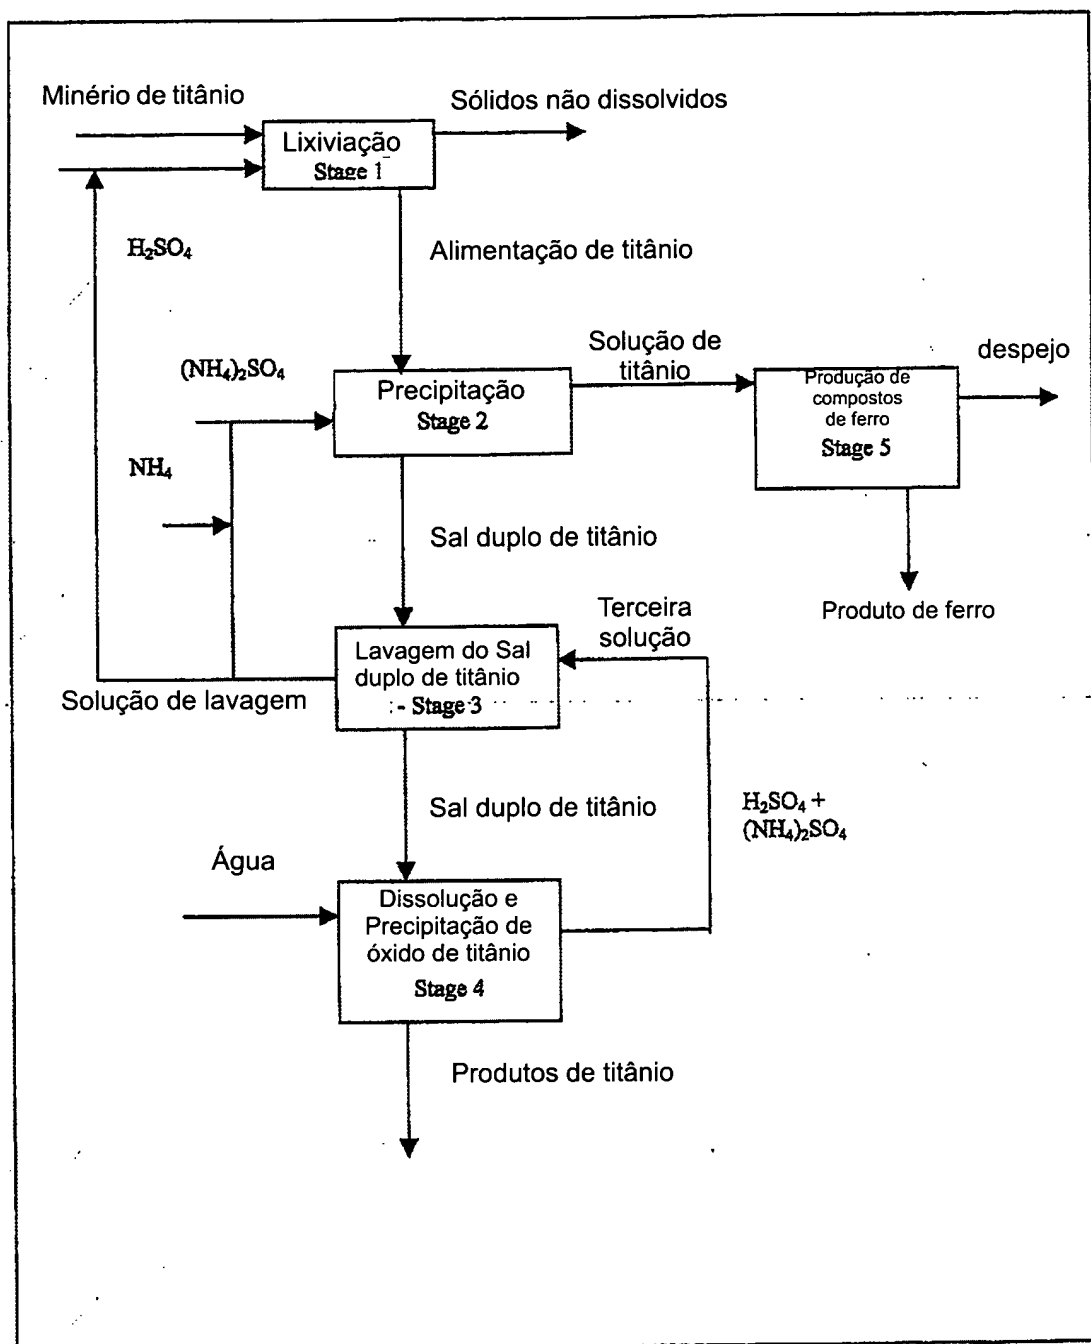 Minério de titânio
Sólidos não dissolvidos
Lixiviação
Stage 1
H₂SO₄
Alimentação de titânio
(NH₄)₂SO₄
Solução de
titânio
despejo
Precipitação
Stage 2
Produção de
compostos
de ferro
Stage 5
NH₄
Sal duplo de titânio
Produto de ferro
Terceira
solução
Lavagem do Sal
duplo de titânio
- Stage 3
Solução de lavagem
Sal duplo de titânio
H₂SO₄ +
(NH₄)₂SO₄
Água
Dissolução e
Precipitação de
óxido de titânio
Stage 4
Produtos de titânio